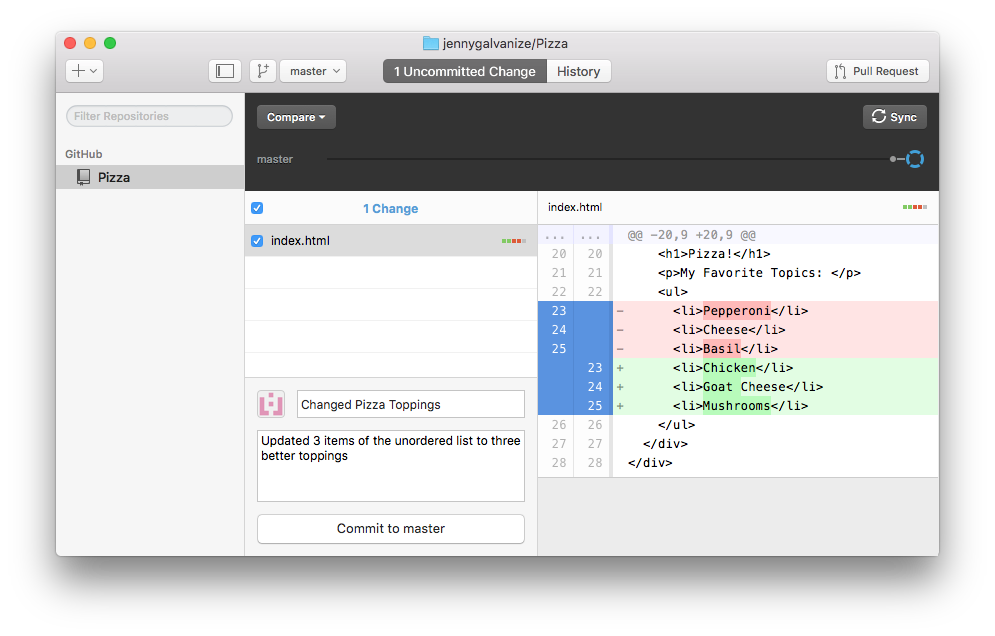 jennygalvanize/Pizza
master
1 Uncommitted Change
History
Pull Request
Filter Repositories
GitHub
Pizza
Compare
Sync
master
1 Change
index.html
Changed Pizza Toppings
Updated 3 items of the unordered list to three
better toppings
Commit to master
index.html
... ... @@ -20,9 +20,9 @@
20 20 <h1>Pizza!</h1>
21 21 <p>My Favorite Topics: </p>
22 22 <ul>
23 - <li>Pepperoni</li>
24 - <li>Cheese</li>
25 - <li>Basil</li>
23 + <li>Chicken</li>
24 + <li>Goat Cheese</li>
25 + <li>Mushrooms</li>
26 26 </ul>
27 27 </div>
28 28 </div>